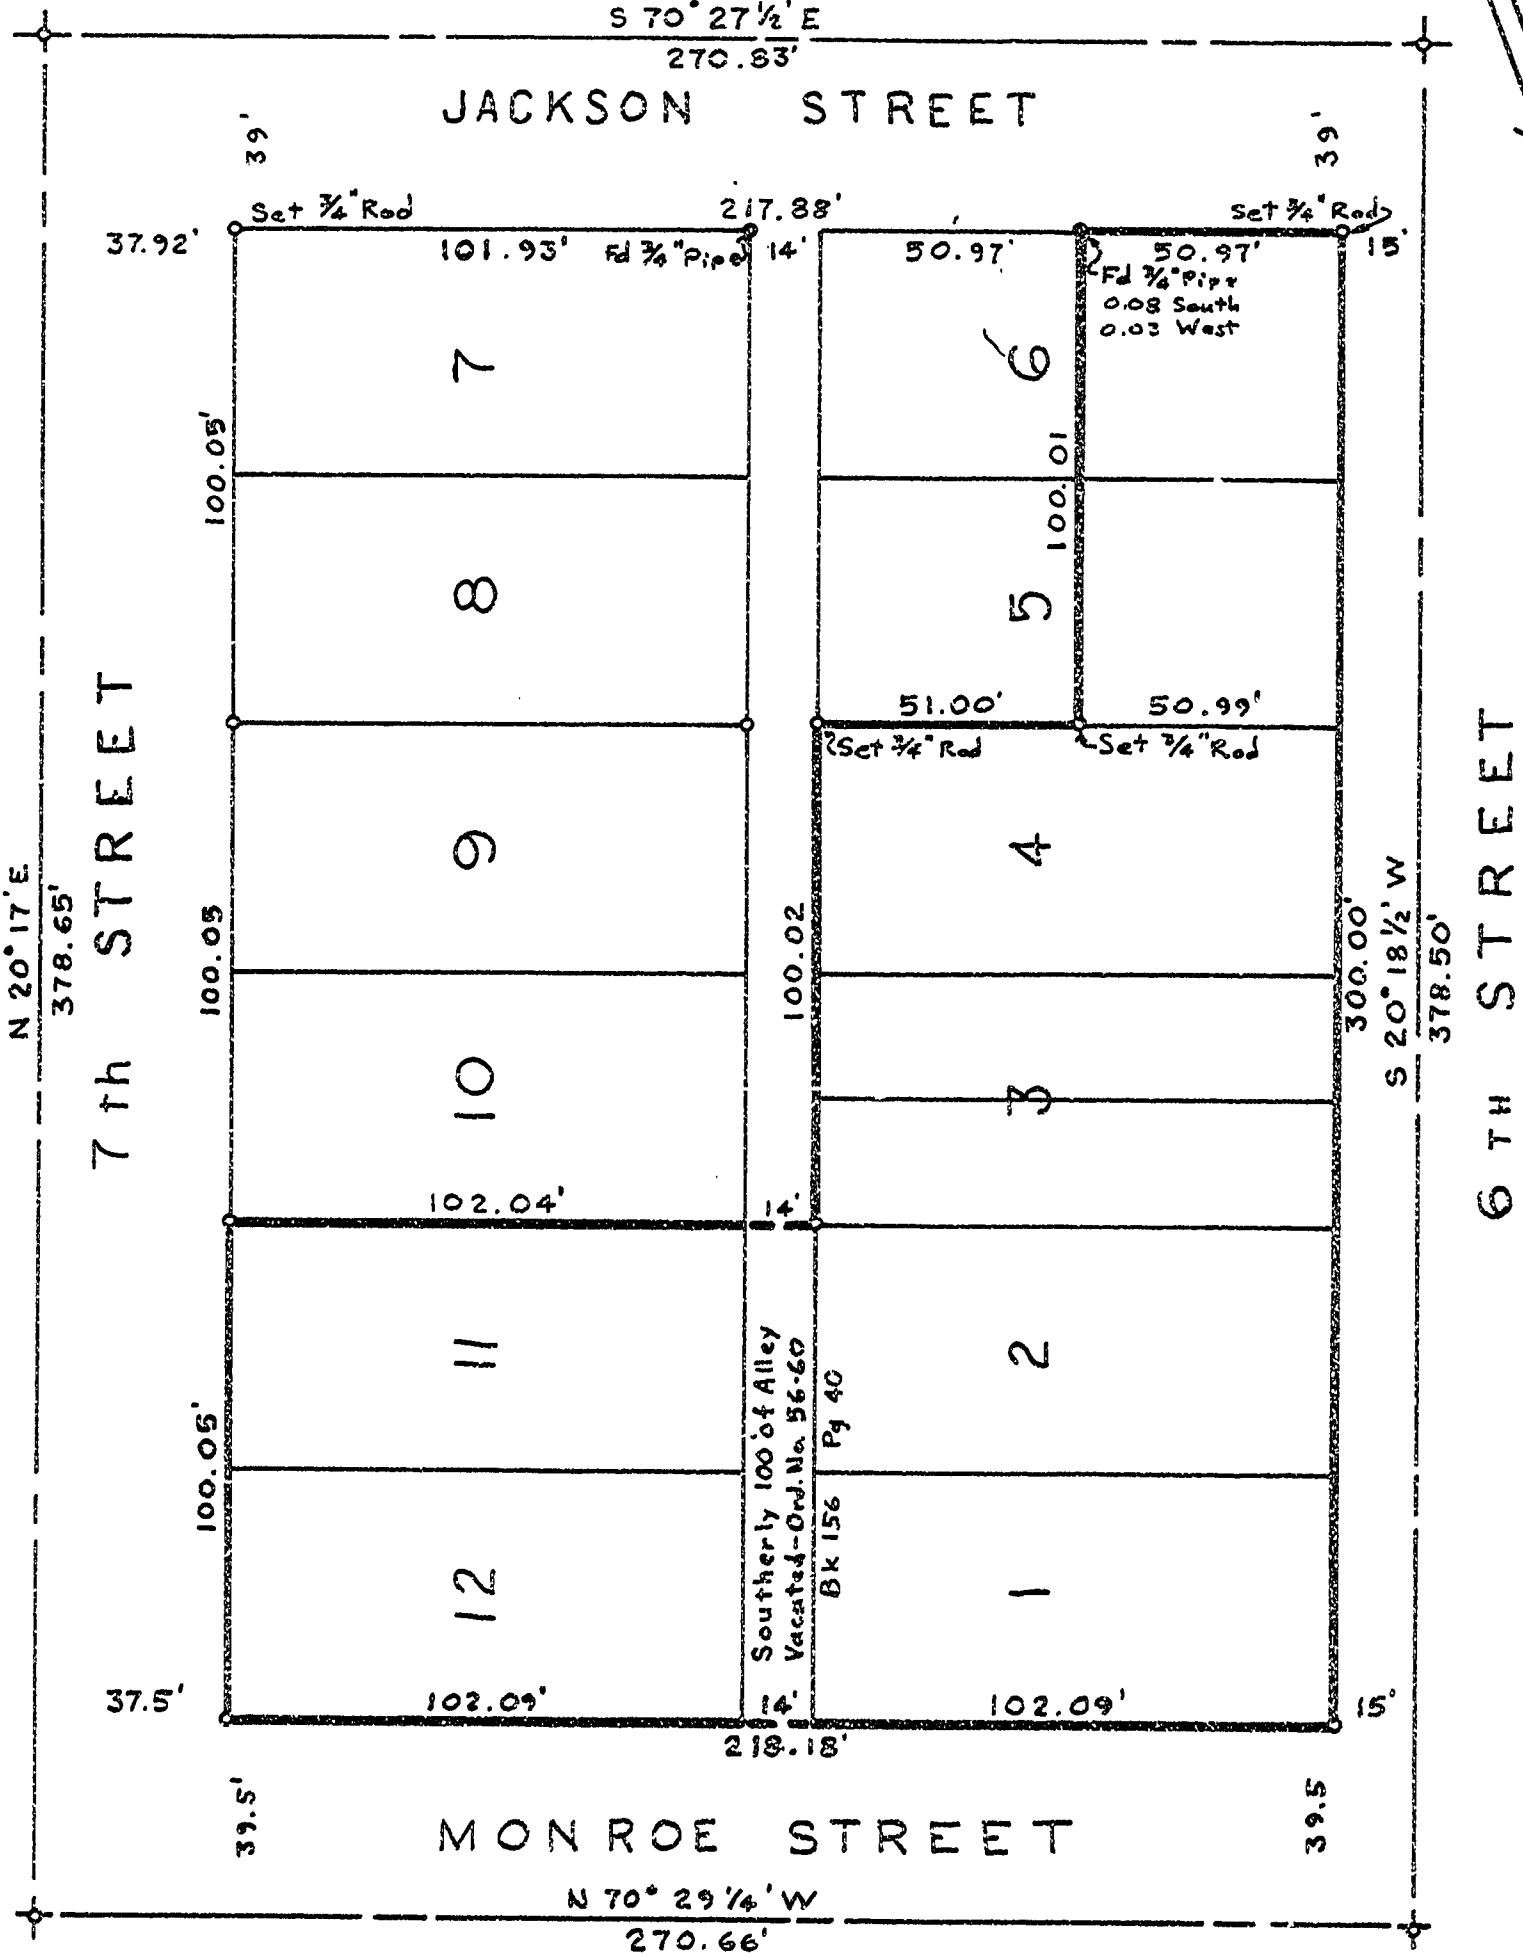 S 70° 27½' E
270.83'
JACKSON STREET
39'
39'
Set ¾" Rod
217.88'
Set ¾" Rod
37.92'
101.93'
Fd ¾" Pipe
14'
50.97'
50.97'
15'
Fd ¾" Pipe
0.08 South
0.03 West
7
6
100.05'
100.01
8
5
51.00'
50.99'
Set ¾" Rod
Set ¾" Rod
7th STREET
N 20° 17' E
378.65'
9
4
100.05
100.02
300.00'
S 20° 18½' W
378.50'
6TH STREET
10
3
102.04'
14'
11
2
Southerly 100' of Alley
Vacated-Ord. No. 56-60
Bk 156 Pg 40
100.05'
12
1
37.5'
102.09'
14'
102.09'
15'
218.18'
39.5'
39.5
MONROE STREET
N 70° 29¼' W
270.66'